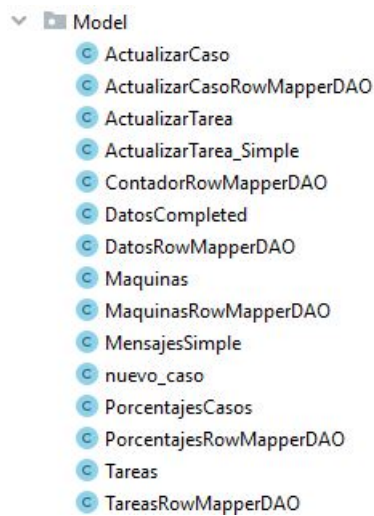 Model
C ActualizarCaso
C ActualizarCasoRowMapperDAO
C ActualizarTarea
C ActualizarTarea_Simple
C ContadorRowMapperDAO
C DatosCompleted
C DatosRowMapperDAO
C Maquinas
C MaquinasRowMapperDAO
C MensajesSimple
C nuevo_caso
C PorcentajesCasos
C PorcentajesRowMapperDAO
C Tareas
C TareasRowMapperDAO